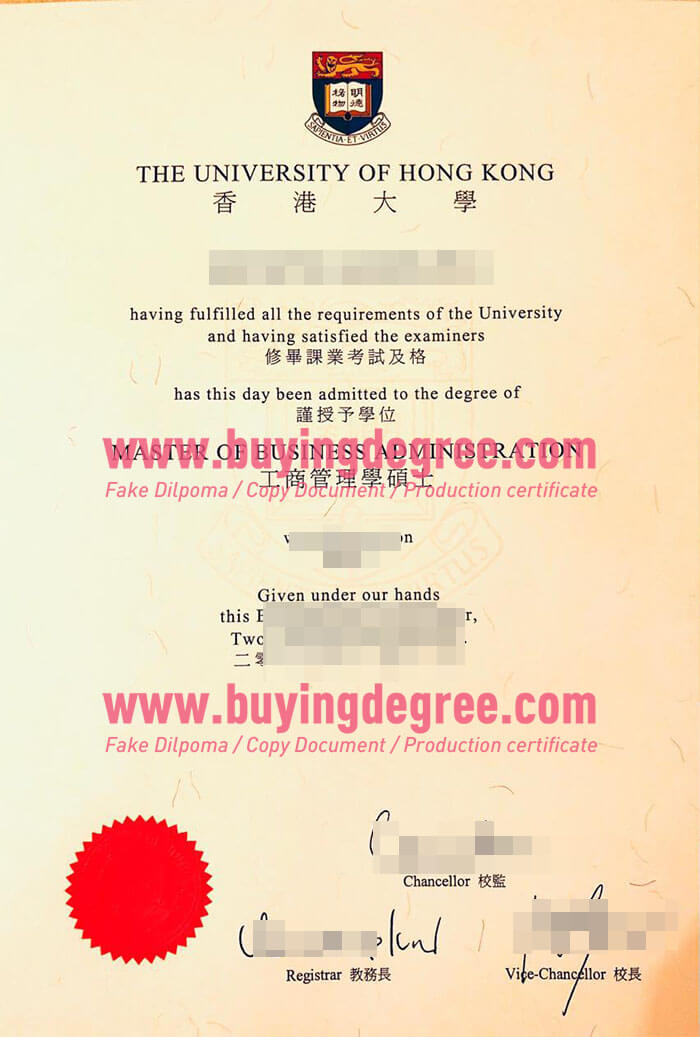 格物
明德
SAPIENTIA·ET·VIRTUS
THE UNIVERSITY OF HONG KONG
香港大學
having fulfilled all the requirements of the University
and having satisfied the examiners
修畢課業考試及格
has this day been admitted to the degree of
謹授予學位
MASTER OF BUSINESS ADMINISTRATION
www.buyingdegree.com
工商管理學碩士
Fake Dilpoma / Copy Document / Production certificate
Given under our hands
this
二零
www.buyingdegree.com
Fake Dilpoma / Copy Document / Production certificate
Chancellor 校監
Registrar 教務長
Vice-Chancellor 校長